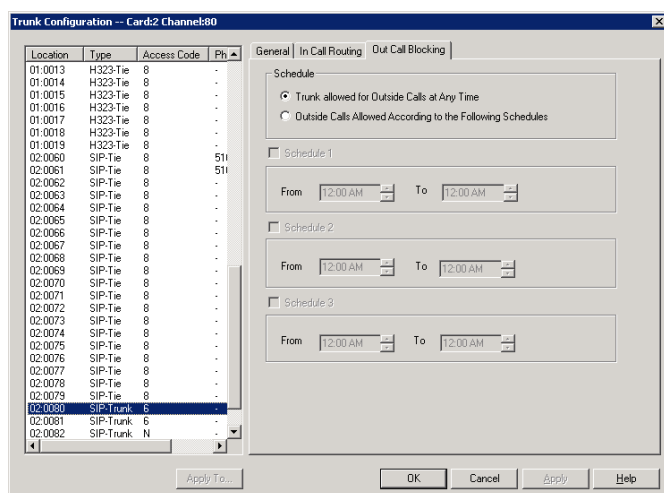 Trunk Configuration -- Card:2 Channel:80
Location Type Access Code Ph
01:0013 H323-Tie 8 -
01:0014 H323-Tie 8 -
01:0015 H323-Tie 8 -
01:0016 H323-Tie 8 -
01:0017 H323-Tie 8 -
01:0018 H323-Tie 8 -
01:0019 H323-Tie 8 -
02:0060 SIP-Tie 8 510
02:0061 SIP-Tie 8 510
02:0062 SIP-Tie 8 -
02:0063 SIP-Tie 8 -
02:0064 SIP-Tie 8 -
02:0065 SIP-Tie 8 -
02:0066 SIP-Tie 8 -
02:0067 SIP-Tie 8 -
02:0068 SIP-Tie 8 -
02:0069 SIP-Tie 8 -
02:0070 SIP-Tie 8 -
02:0071 SIP-Tie 8 -
02:0072 SIP-Tie 8 -
02:0073 SIP-Tie 8 -
02:0074 SIP-Tie 8 -
02:0075 SIP-Tie 8 -
02:0076 SIP-Tie 8 -
02:0077 SIP-Tie 8 -
02:0078 SIP-Tie 8 -
02:0079 SIP-Tie 8 -
02:0080 SIP-Trunk 6 -
02:0081 SIP-Trunk 6 -
02:0082 SIP-Trunk N -
Apply To...
General In Call Routing Out Call Blocking
Schedule
Trunk allowed for Outside Calls at Any Time
Outside Calls Allowed According to the Following Schedules
Schedule 1
From 12:00 AM To 12:00 AM
Schedule 2
From 12:00 AM To 12:00 AM
Schedule 3
From 12:00 AM To 12:00 AM
OK Cancel Apply Help